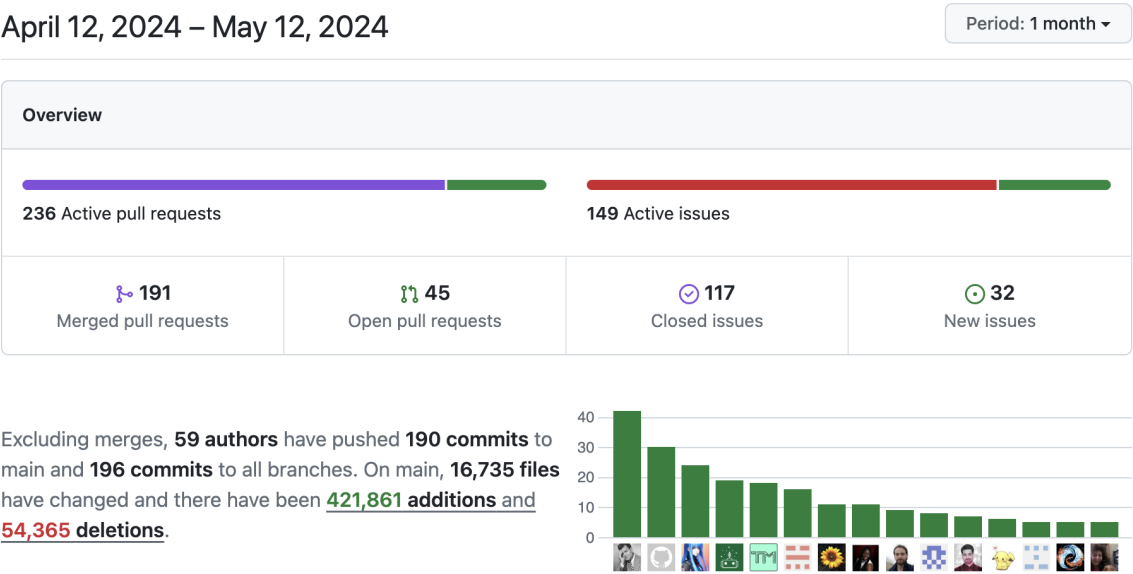 April 12, 2024 – May 12, 2024
Period: 1 month
Overview
236 Active pull requests
149 Active issues
191
Merged pull requests
45
Open pull requests
117
Closed issues
32
New issues
Excluding merges, 59 authors have pushed 190 commits to
main and 196 commits to all branches. On main, 16,735 files
have changed and there have been 421,861 additions and
54,365 deletions.
40
30
20
10
0
TM